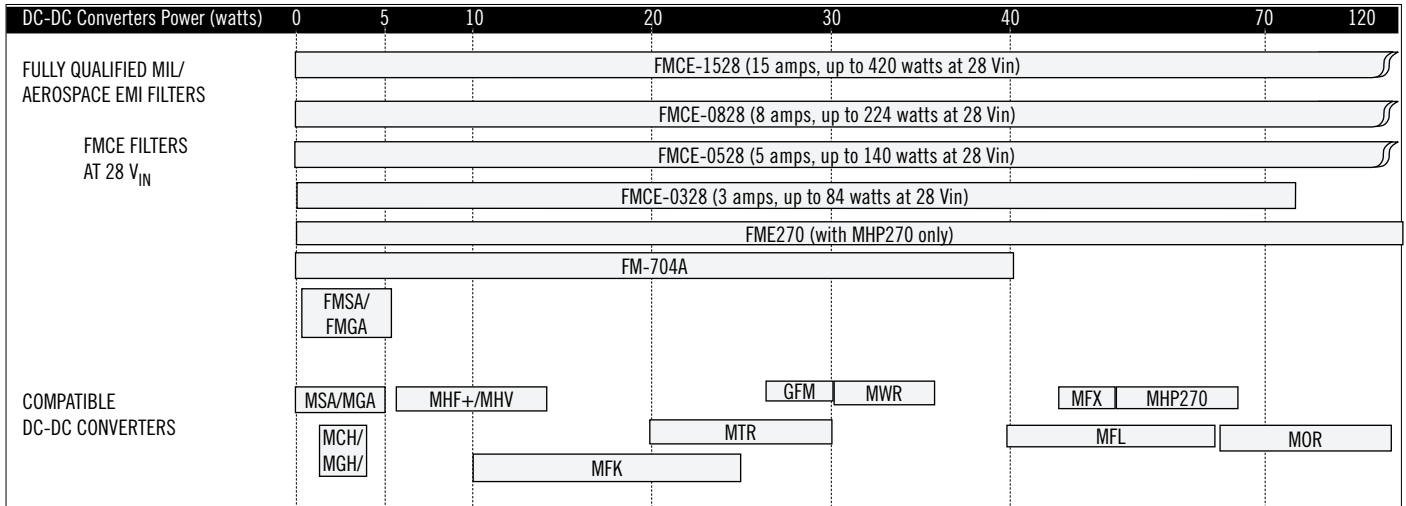 DC-DC Converters Power (watts) 0 5 10 20 30 40 70 120
FULLY QUALIFIED MIL/
AEROSPACE EMI FILTERS
FMCE FILTERS
AT 28 VIN
FMCE-1528 (15 amps, up to 420 watts at 28 Vin)
FMCE-0828 (8 amps, up to 224 watts at 28 Vin)
FMCE-0528 (5 amps, up to 140 watts at 28 Vin)
FMCE-0328 (3 amps, up to 84 watts at 28 Vin)
FME270 (with MHP270 only)
FM-704A
FMSA/
FMGA
COMPATIBLE
DC-DC CONVERTERS
MSA/MGA
MHF+/MHV
GFM
MWR
MFX
MHP270
MCH/
MGH/
MTR
MFL
MOR
MFK